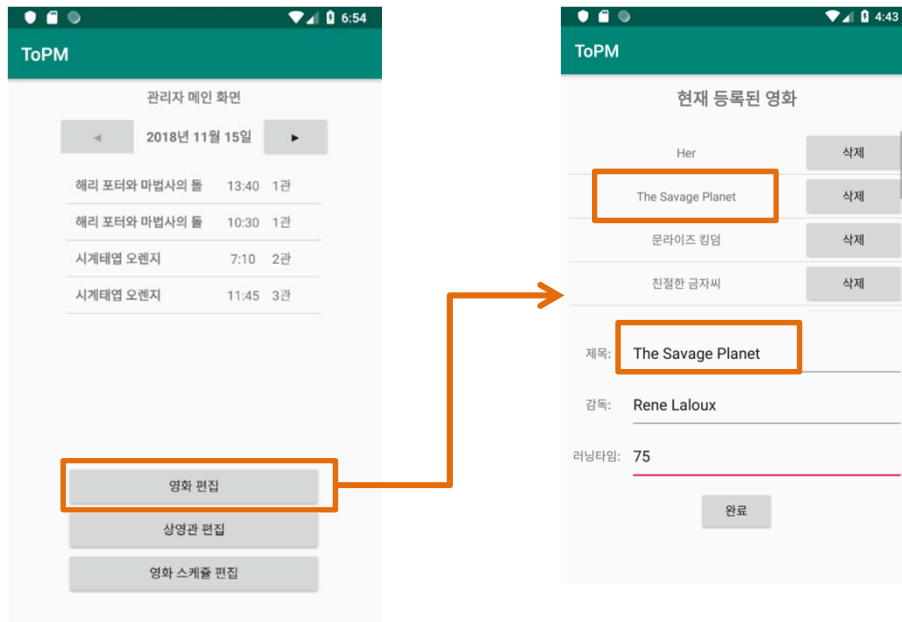 6:54
ToPM
관리자 메인 화면
◀ 2018년 11월 15일 ▶
해리 포터와 마법사의 돌 13:40 1관
해리 포터와 마법사의 돌 10:30 1관
시계태엽 오렌지 7:10 2관
시계태엽 오렌지 11:45 3관
영화 편집
상영관 편집
영화 스케쥴 편집
4:43
ToPM
현재 등록된 영화
Her 삭제
The Savage Planet 삭제
문라이즈 킹덤 삭제
친절한 금자씨 삭제
제목: The Savage Planet
감독: Rene Laloux
러닝타임: 75
완료